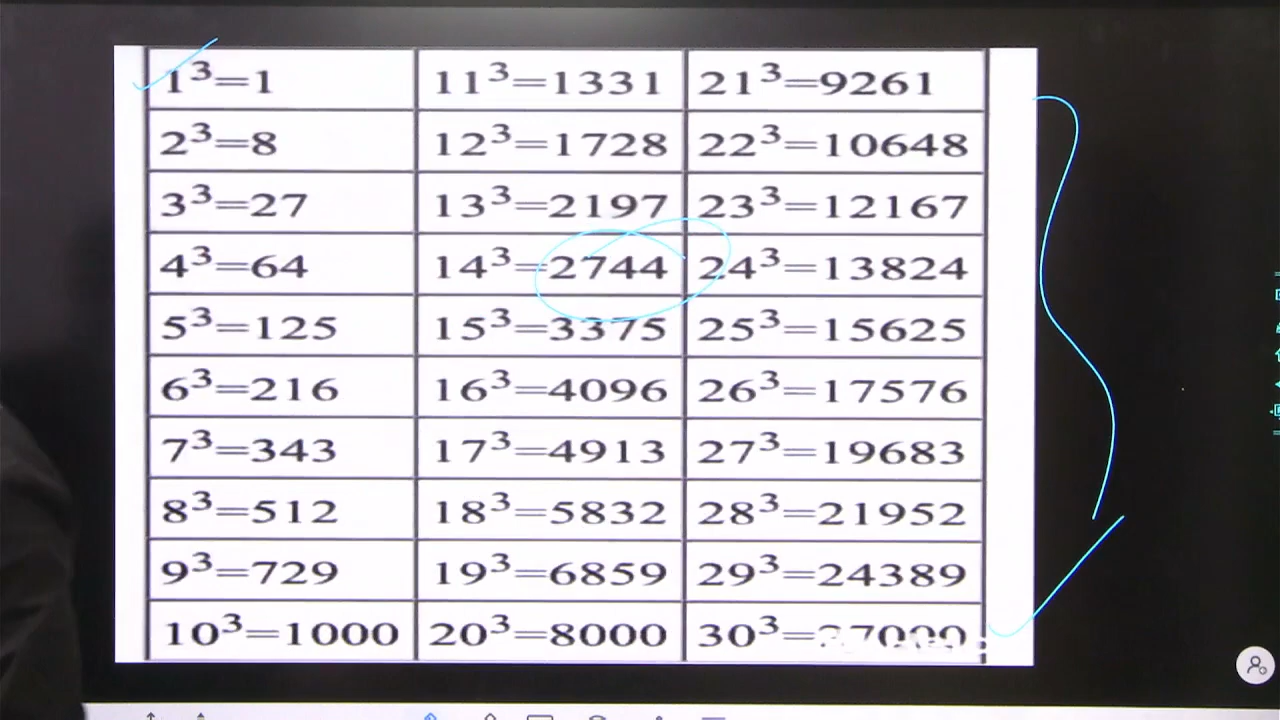 1³=1 11³=1331 21³=9261
2³=8 12³=1728 22³=10648
3³=27 13³=2197 23³=12167
4³=64 14³=2744 24³=13824
5³=125 15³=3375 25³=15625
6³=216 16³=4096 26³=17576
7³=343 17³=4913 27³=19683
8³=512 18³=5832 28³=21952
9³=729 19³=6859 29³=24389
10³=1000 20³=8000 30³=27000